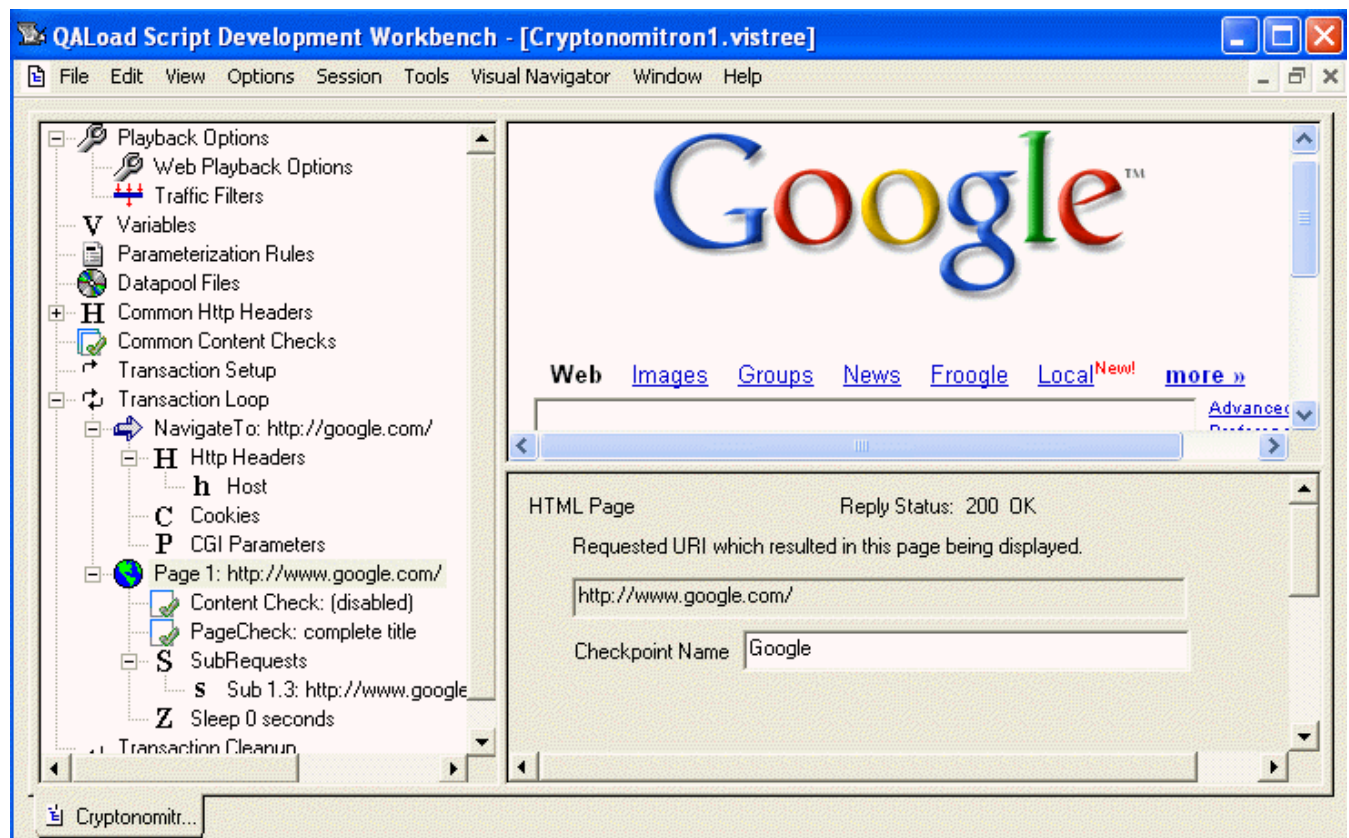 QALoad Script Development Workbench - [Cryptonomitron1.vistree]
File Edit View Options Session Tools Visual Navigator Window Help
Playback Options
Web Playback Options
Traffic Filters
V Variables
Parameterization Rules
Datapool Files
H Common Http Headers
Common Content Checks
Transaction Setup
Transaction Loop
NavigateTo: http://google.com/
H Http Headers
h Host
C Cookies
P CGI Parameters
Page 1: http://www.google.com/
Content Check: (disabled)
PageCheck: complete title
S SubRequests
s Sub 1.3: http://www.google
Z Sleep 0 seconds
Transaction Cleanup
Google™
Web Images Groups News Froogle Local New! more »
Advanced
HTML Page Reply Status: 200 OK
Requested URI which resulted in this page being displayed.
http://www.google.com/
Checkpoint Name Google
Cryptonomitr...